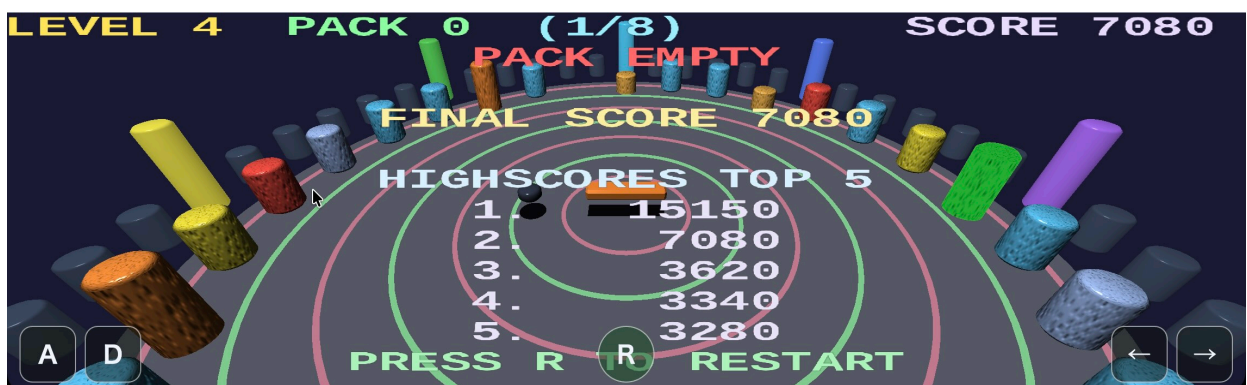 LEVEL 4 PACK 0 (1/8) SCORE 7080
PACK EMPTY
FINAL SCORE 7080
HIGHSCORES TOP 5
1. 15150
2. 7080
3. 3620
4. 3340
5. 3280
A D R ← →
PRESS R TO RESTART